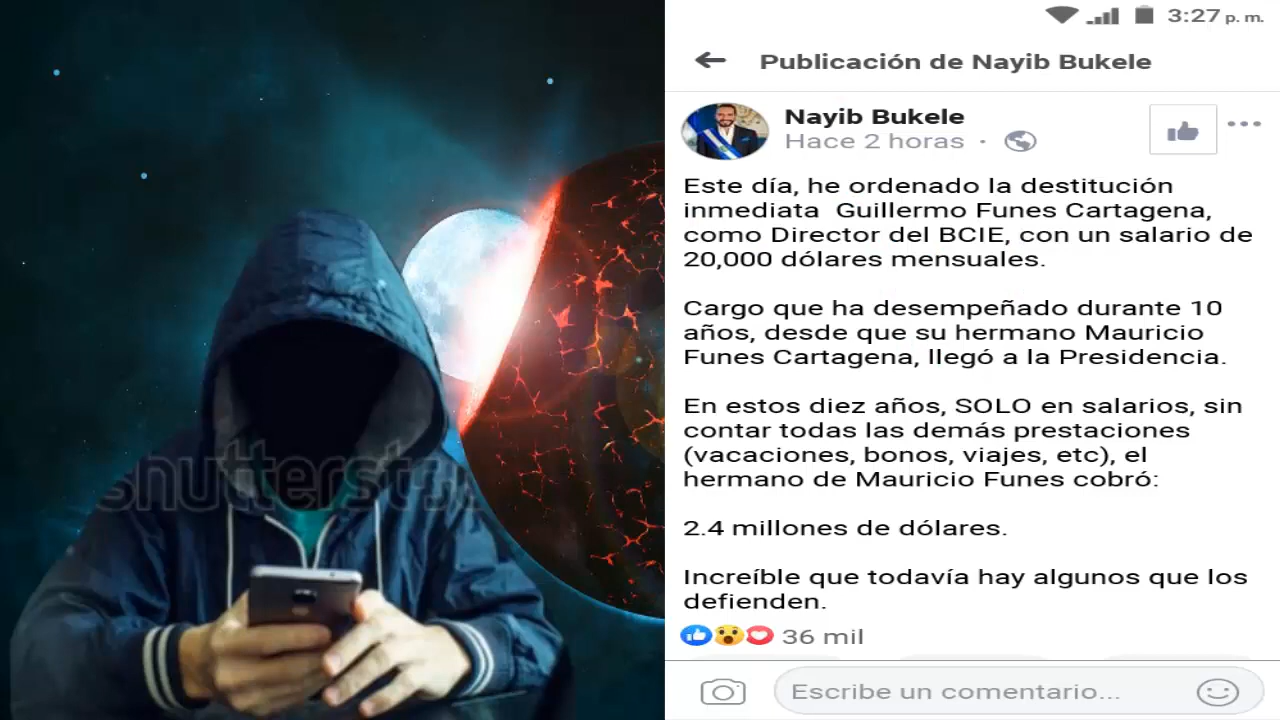 3:27 p. m.
Publicación de Nayib Bukele
Nayib Bukele
Hace 2 horas ·
Este día, he ordenado la destitución
inmediata  Guillermo Funes Cartagena,
como Director del BCIE, con un salario de
20,000 dólares mensuales.
Cargo que ha desempeñado durante 10
años, desde que su hermano Mauricio
Funes Cartagena, llegó a la Presidencia.
En estos diez años, SOLO en salarios, sin
contar todas las demás prestaciones
(vacaciones, bonos, viajes, etc), el
hermano de Mauricio Funes cobró:
2.4 millones de dólares.
Increíble que todavía hay algunos que los
defienden.
36 mil
Escribe un comentario...